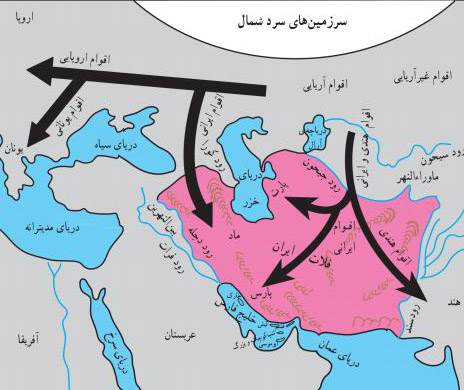 سرزمین‌های سرد شمال
اروپا
اقوام اروپایی
اقوام آریایی
اقوام غیرآریایی
اقوام یونانی
اقوام ایرانی
رود کورا
دریاچه‌ی آرال
اقوام هندی و ایرانی
رود سیحون
ماوراءالنهر
یونان
دریای سیاه
دریای خزر
رود جیحون
پارت
دریای مدیترانه
بین‌النهرین
رود دجله
رود فرات
ماد
اقوام ایرانی
فلات ایران
اقوام هندی
پارس
خلیج فارس
رود سند
هند
آفریقا
دریای سرخ
عربستان
دریای عمان